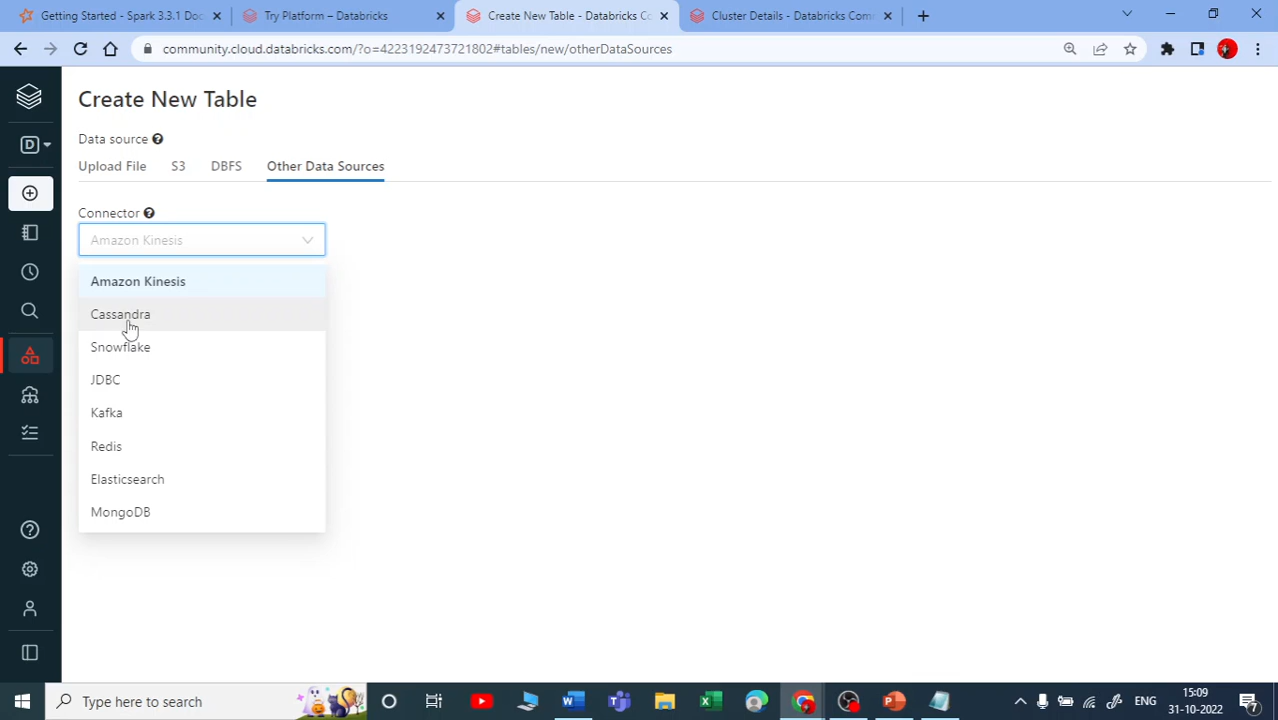 Getting Started - Spark 3.3.1 Doc
Try Platform – Databricks
Create New Table - Databricks Co
Cluster Details - Databricks Com
community.cloud.databricks.com/?o=4223192473721802#tables/new/otherDataSources
Create New Table
D
Data source
Upload File S3 DBFS Other Data Sources
Connector
Amazon Kinesis
Amazon Kinesis
Cassandra
Snowflake
JDBC
Kafka
Redis
Elasticsearch
MongoDB
Type here to search
ENG
15:09
31-10-2022
7